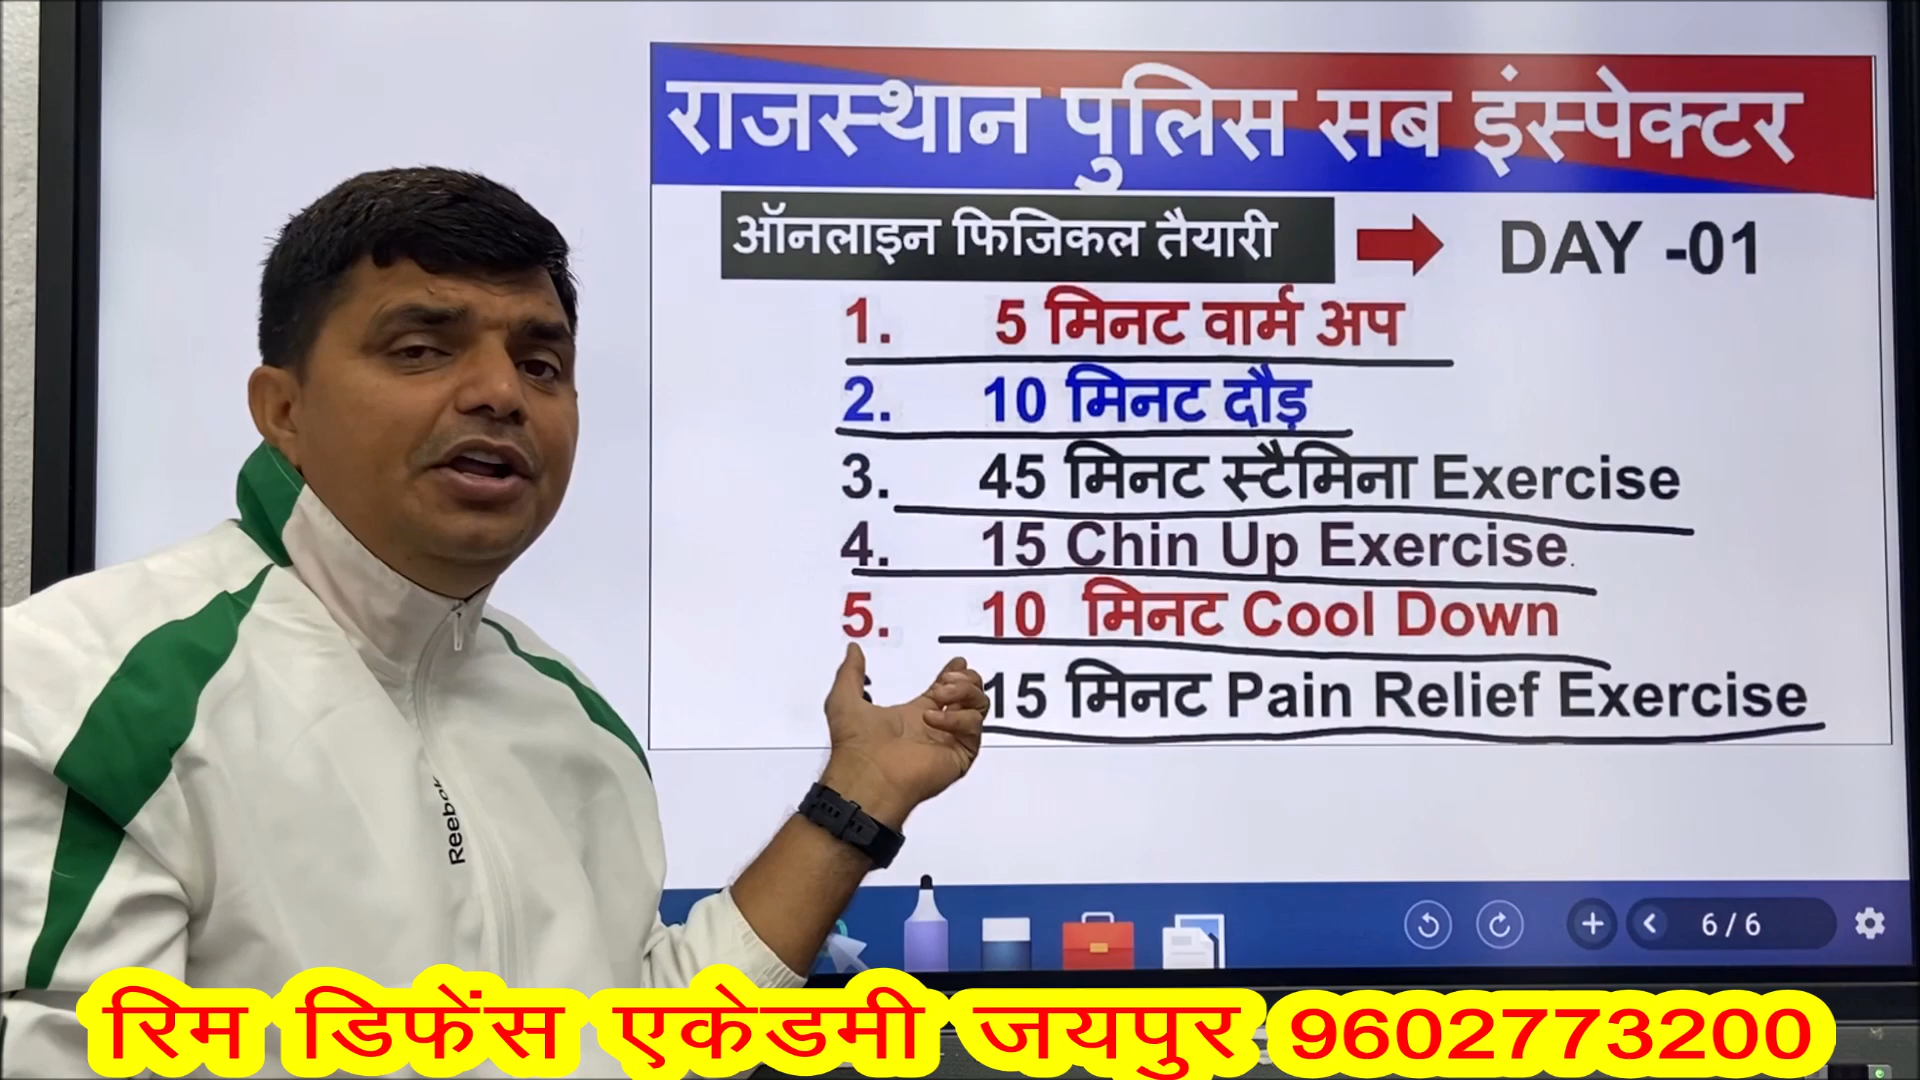 राजस्थान पुलिस सब इंस्पेक्टर
ऑनलाइन फिजिकल तैयारी DAY -01
1. 5 मिनट वार्म अप
2. 10 मिनट दौड़
3. 45 मिनट स्टैमिना Exercise
4. 15 Chin Up Exercise.
5. 10 मिनट Cool Down
15 मिनट Pain Relief Exercise
Reebok
6 / 6
रिम डिफेंस एकेडमी जयपुर 9602773200